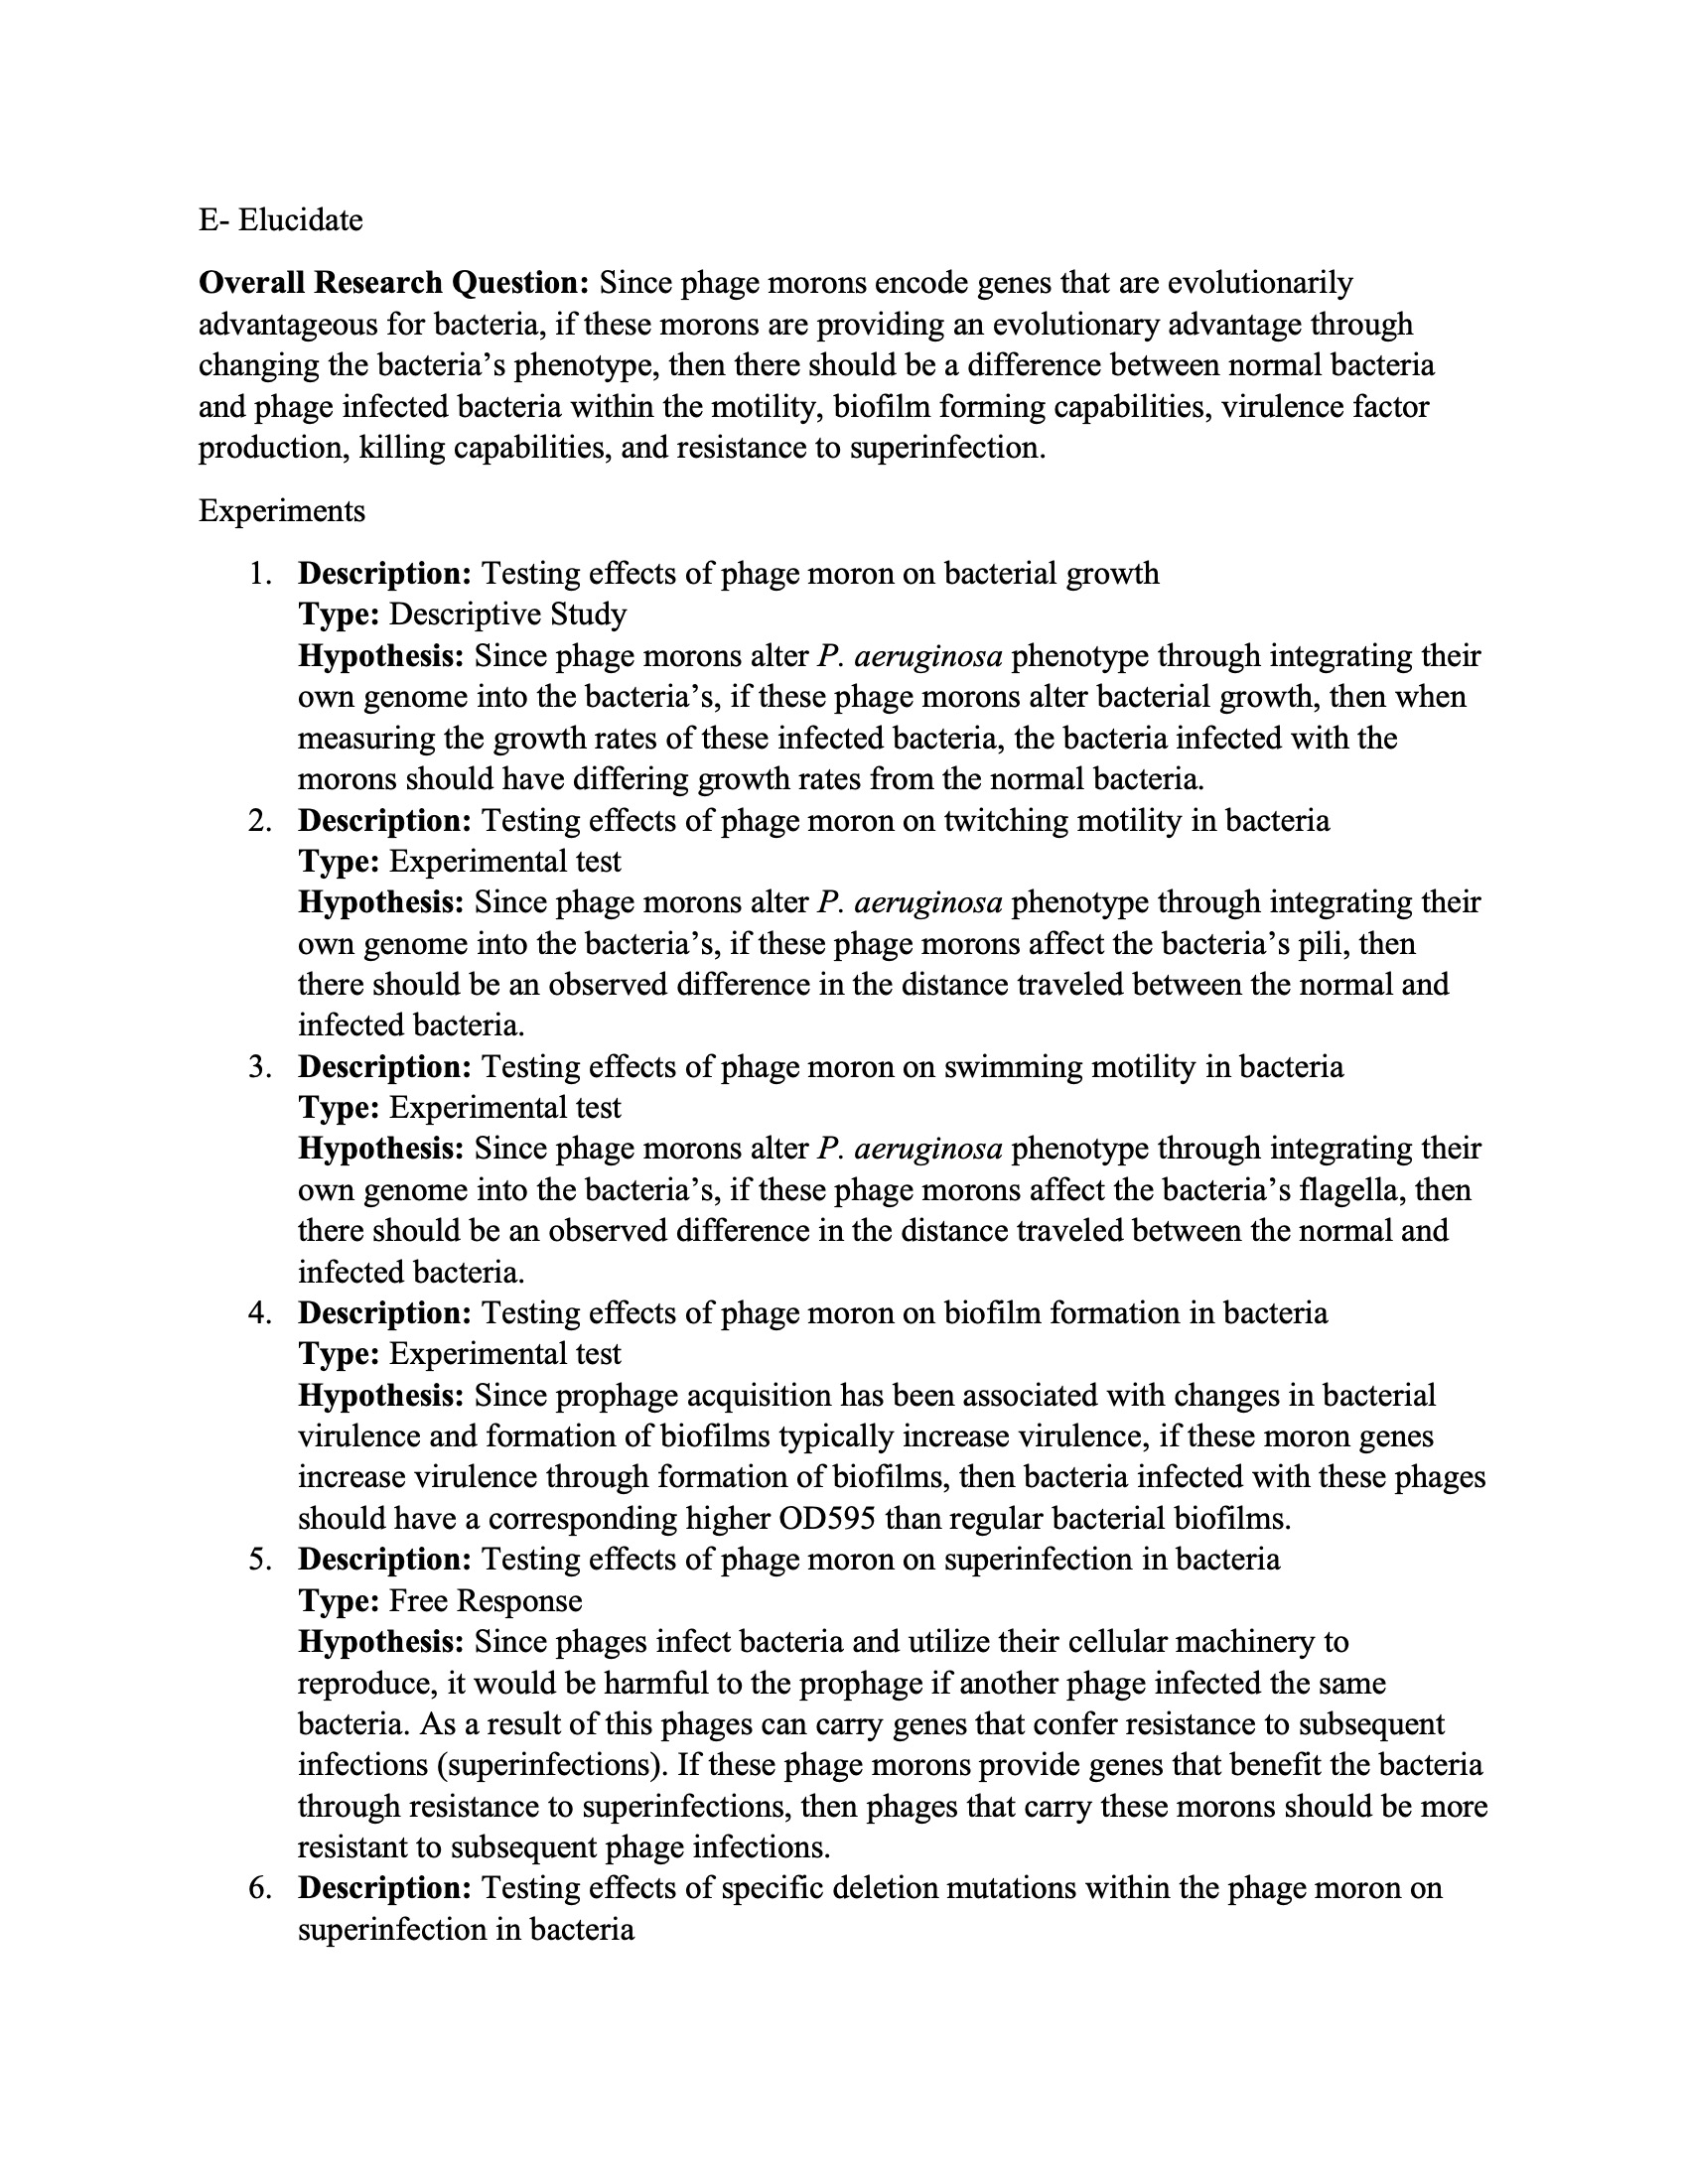 E- Elucidate
Overall Research Question: Since phage morons encode genes that are evolutionarily
advantageous for bacteria, if these morons are providing an evolutionary advantage through
changing the bacteria’s phenotype, then there should be a difference between normal bacteria
and phage infected bacteria within the motility, biofilm forming capabilities, virulence factor
production, killing capabilities, and resistance to superinfection.
Experiments
1. Description: Testing effects of phage moron on bacterial growth
Type: Descriptive Study
Hypothesis: Since phage morons alter P. aeruginosa phenotype through integrating their
own genome into the bacteria’s, if these phage morons alter bacterial growth, then when
measuring the growth rates of these infected bacteria, the bacteria infected with the
morons should have differing growth rates from the normal bacteria.
2. Description: Testing effects of phage moron on twitching motility in bacteria
Type: Experimental test
Hypothesis: Since phage morons alter P. aeruginosa phenotype through integrating their
own genome into the bacteria’s, if these phage morons affect the bacteria’s pili, then
there should be an observed difference in the distance traveled between the normal and
infected bacteria.
3. Description: Testing effects of phage moron on swimming motility in bacteria
Type: Experimental test
Hypothesis: Since phage morons alter P. aeruginosa phenotype through integrating their
own genome into the bacteria’s, if these phage morons affect the bacteria’s flagella, then
there should be an observed difference in the distance traveled between the normal and
infected bacteria.
4. Description: Testing effects of phage moron on biofilm formation in bacteria
Type: Experimental test
Hypothesis: Since prophage acquisition has been associated with changes in bacterial
virulence and formation of biofilms typically increase virulence, if these moron genes
increase virulence through formation of biofilms, then bacteria infected with these phages
should have a corresponding higher OD595 than regular bacterial biofilms.
5. Description: Testing effects of phage moron on superinfection in bacteria
Type: Free Response
Hypothesis: Since phages infect bacteria and utilize their cellular machinery to
reproduce, it would be harmful to the prophage if another phage infected the same
bacteria. As a result of this phages can carry genes that confer resistance to subsequent
infections (superinfections). If these phage morons provide genes that benefit the bacteria
through resistance to superinfections, then phages that carry these morons should be more
resistant to subsequent phage infections.
6. Description: Testing effects of specific deletion mutations within the phage moron on
superinfection in bacteria